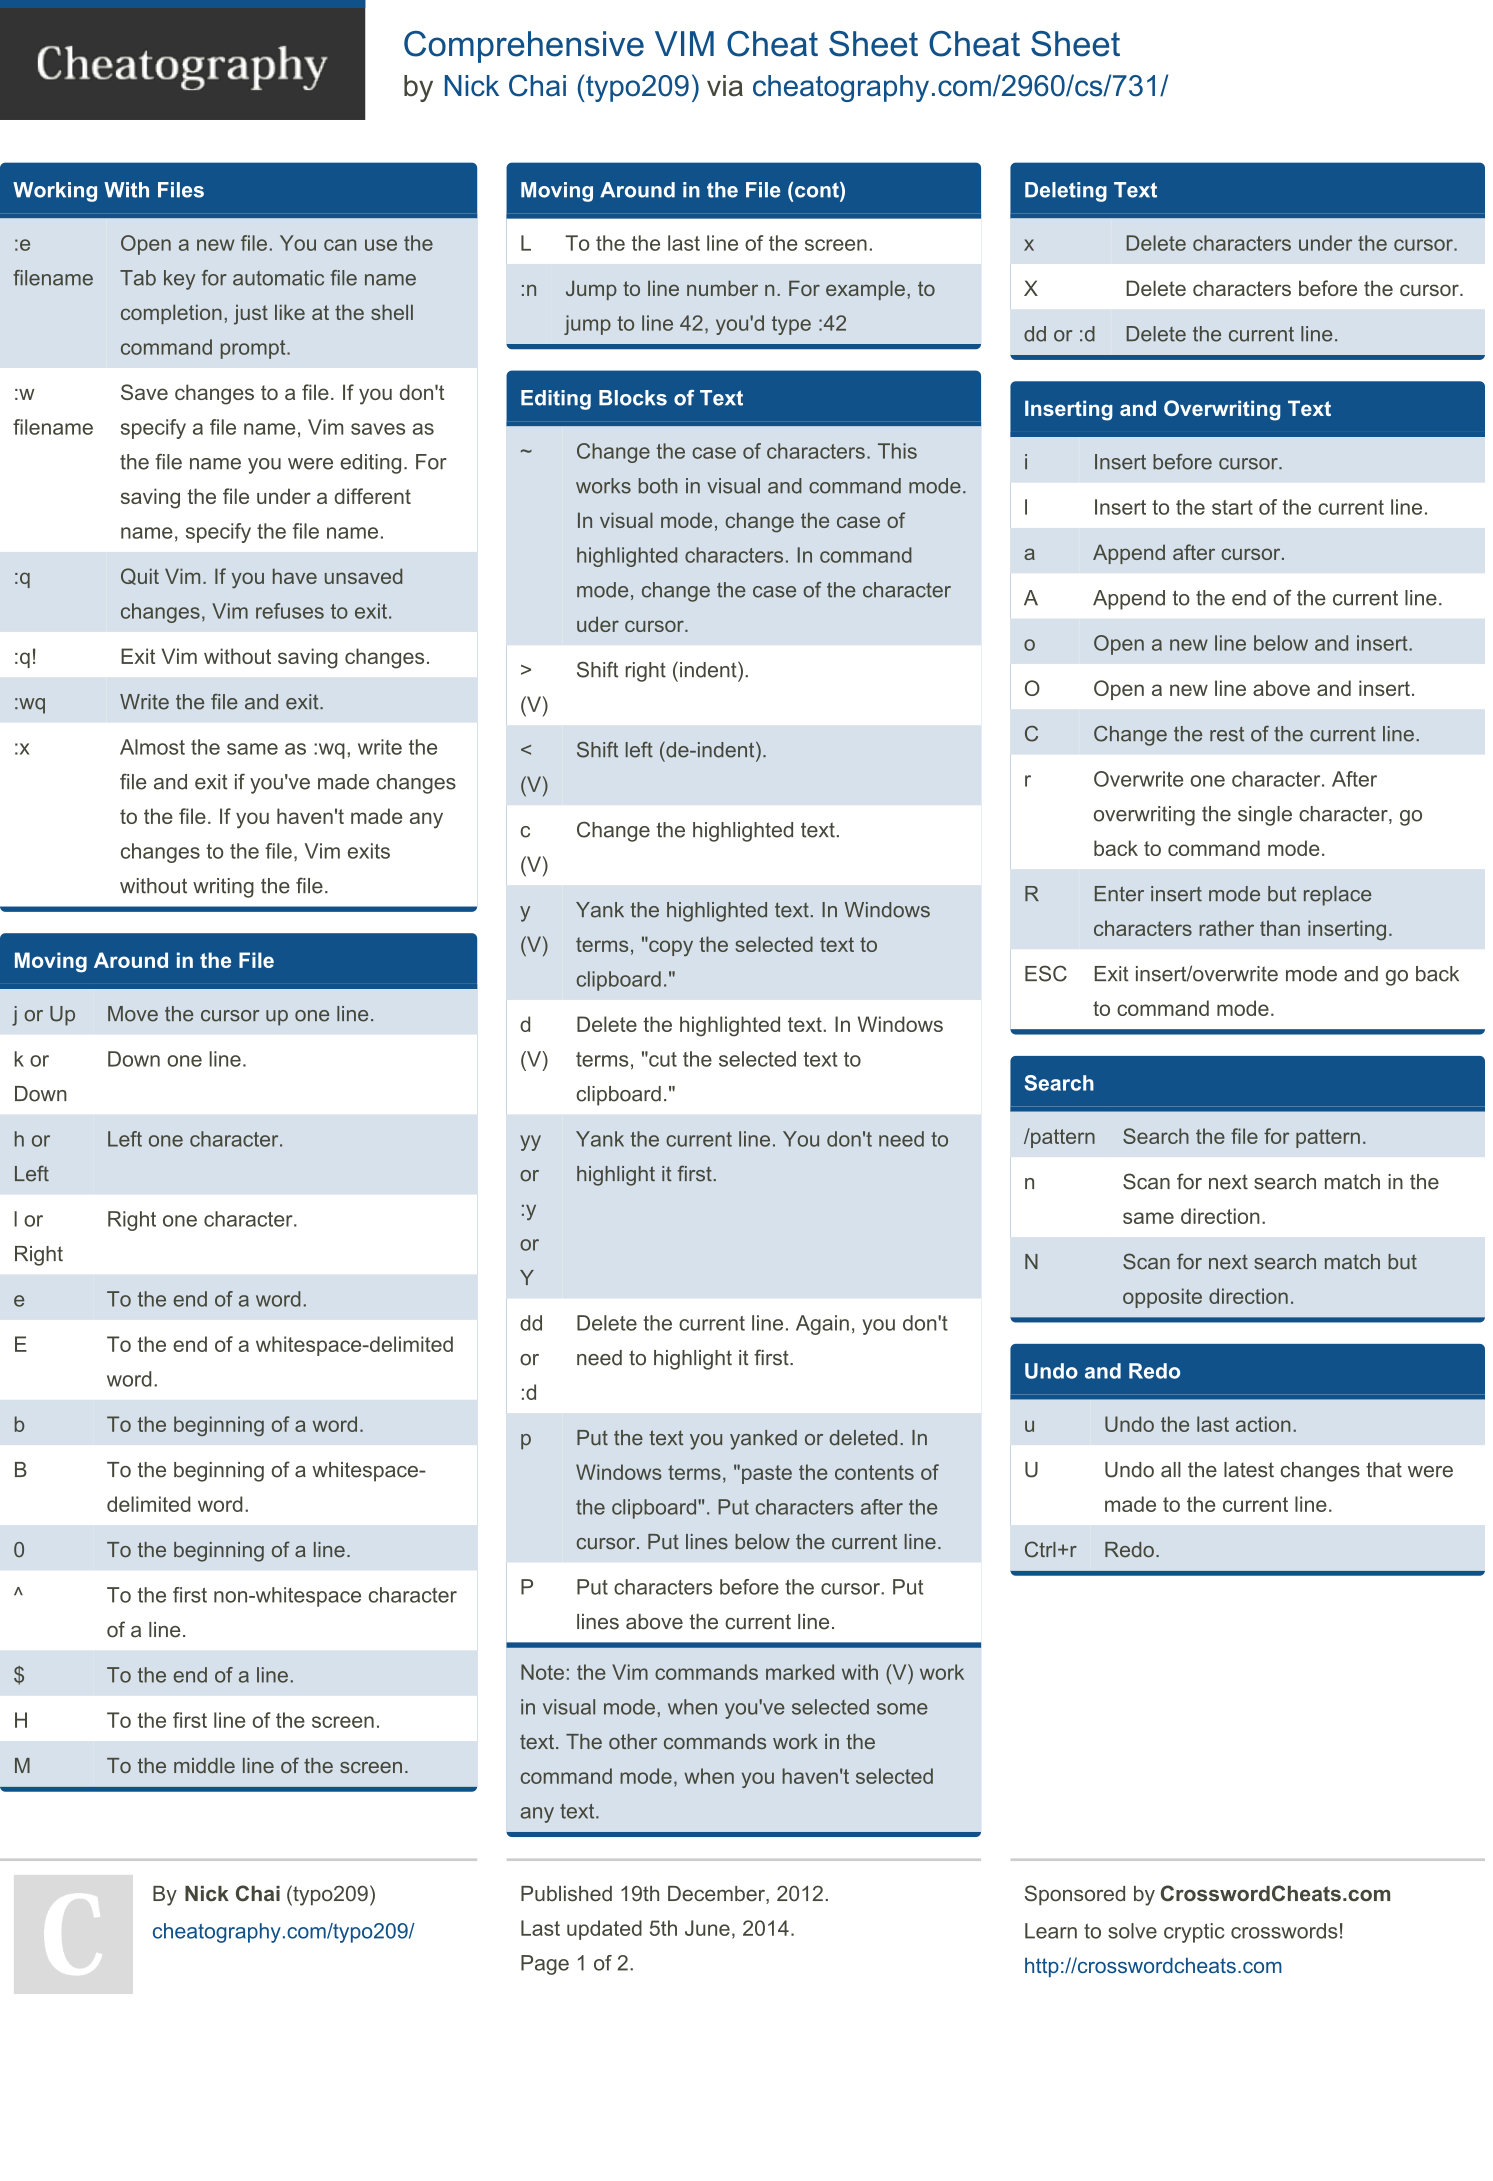 Cheatography
Comprehensive VIM Cheat Sheet Cheat Sheet
by Nick Chai (typo209) via cheatography.com/2960/cs/731/
Working With Files
:e filename Open a new file. You can use the
Tab key for automatic file name
completion, just like at the shell
command prompt.
:w filename Save changes to a file. If you don't
specify a file name, Vim saves as
the file name you were editing. For
saving the file under a different
name, specify the file name.
:q Quit Vim. If you have unsaved
changes, Vim refuses to exit.
:q! Exit Vim without saving changes.
:wq Write the file and exit.
:x Almost the same as :wq, write the
file and exit if you've made changes
to the file. If you haven't made any
changes to the file, Vim exits
without writing the file.
Moving Around in the File
j or Up Move the cursor up one line.
k or Down Down one line.
h or Left Left one character.
l or Right Right one character.
e To the end of a word.
E To the end of a whitespace-delimited
word.
b To the beginning of a word.
B To the beginning of a whitespace-
delimited word.
0 To the beginning of a line.
^ To the first non-whitespace character
of a line.
$ To the end of a line.
H To the first line of the screen.
M To the middle line of the screen.
Moving Around in the File (cont)
L To the the last line of the screen.
:n Jump to line number n. For example, to
jump to line 42, you'd type :42
Editing Blocks of Text
~ Change the case of characters. This
works both in visual and command mode.
In visual mode, change the case of
highlighted characters. In command
mode, change the case of the character
uder cursor.
> (V) Shift right (indent).
< (V) Shift left (de-indent).
c (V) Change the highlighted text.
y (V) Yank the highlighted text. In Windows
terms, "copy the selected text to
clipboard."
d (V) Delete the highlighted text. In Windows
terms, "cut the selected text to
clipboard."
yy or :y or Y Yank the current line. You don't need to
highlight it first.
dd or :d Delete the current line. Again, you don't
need to highlight it first.
p Put the text you yanked or deleted. In
Windows terms, "paste the contents of
the clipboard". Put characters after the
cursor. Put lines below the current line.
P Put characters before the cursor. Put
lines above the current line.
Note: the Vim commands marked with (V) work
in visual mode, when you've selected some
text. The other commands work in the
command mode, when you haven't selected
any text.
Deleting Text
x Delete characters under the cursor.
X Delete characters before the cursor.
dd or :d Delete the current line.
Inserting and Overwriting Text
i Insert before cursor.
I Insert to the start of the current line.
a Append after cursor.
A Append to the end of the current line.
o Open a new line below and insert.
O Open a new line above and insert.
C Change the rest of the current line.
r Overwrite one character. After
overwriting the single character, go
back to command mode.
R Enter insert mode but replace
characters rather than inserting.
ESC Exit insert/overwrite mode and go back
to command mode.
Search
/pattern Search the file for pattern.
n Scan for next search match in the
same direction.
N Scan for next search match but
opposite direction.
Undo and Redo
u Undo the last action.
U Undo all the latest changes that were
made to the current line.
Ctrl+r Redo.
C
By Nick Chai (typo209)
cheatography.com/typo209/
Published 19th December, 2012.
Last updated 5th June, 2014.
Page 1 of 2.
Sponsored by CrosswordCheats.com
Learn to solve cryptic crosswords!
http://crosswordcheats.com